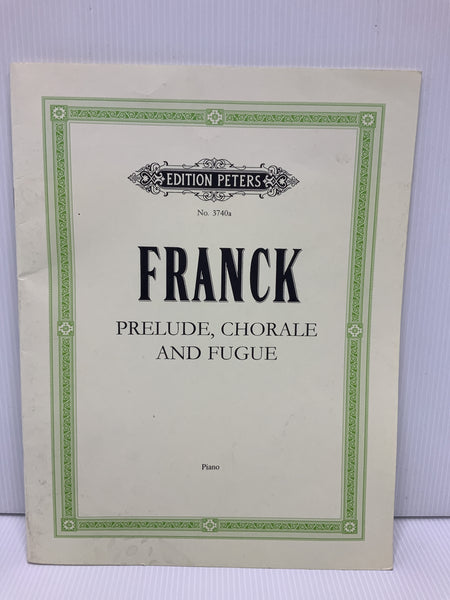 EDITION PETERS
No. 3740a
FRANCK
PRELUDE, CHORALE
AND FUGUE
Piano